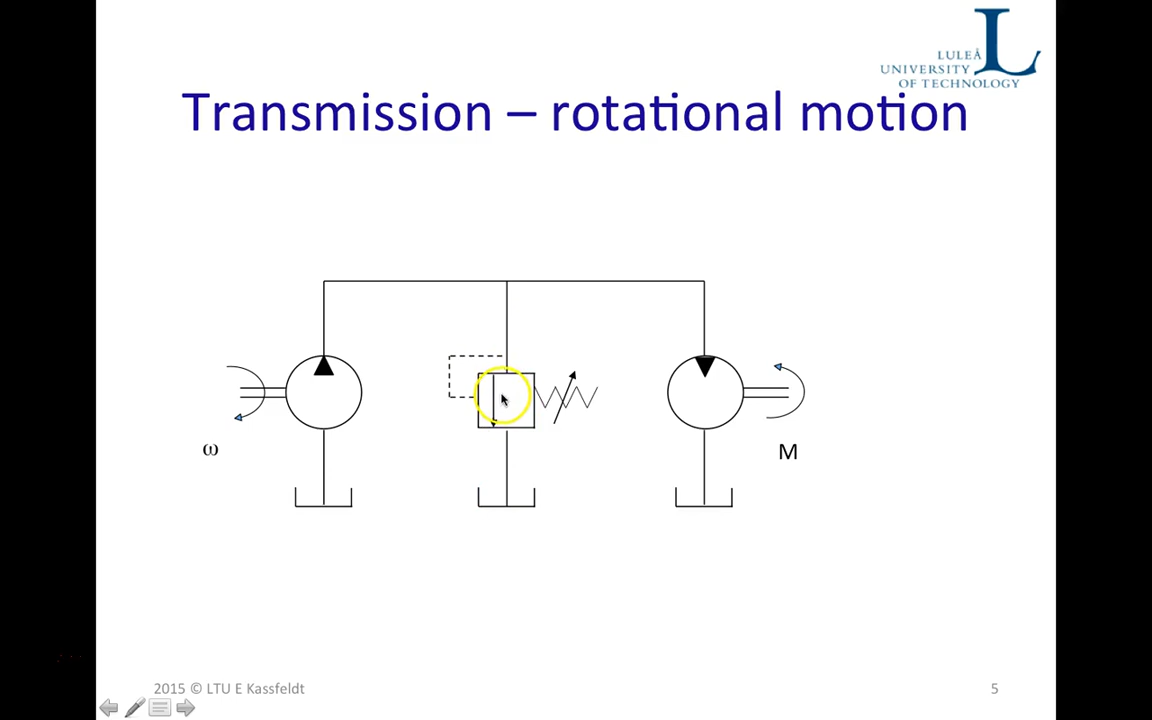 LULEÅ
UNIVERSITY
OF TECHNOLOGY
L
Transmission – rotational motion
ω
M
2015 © LTU E Kassfeldt
5